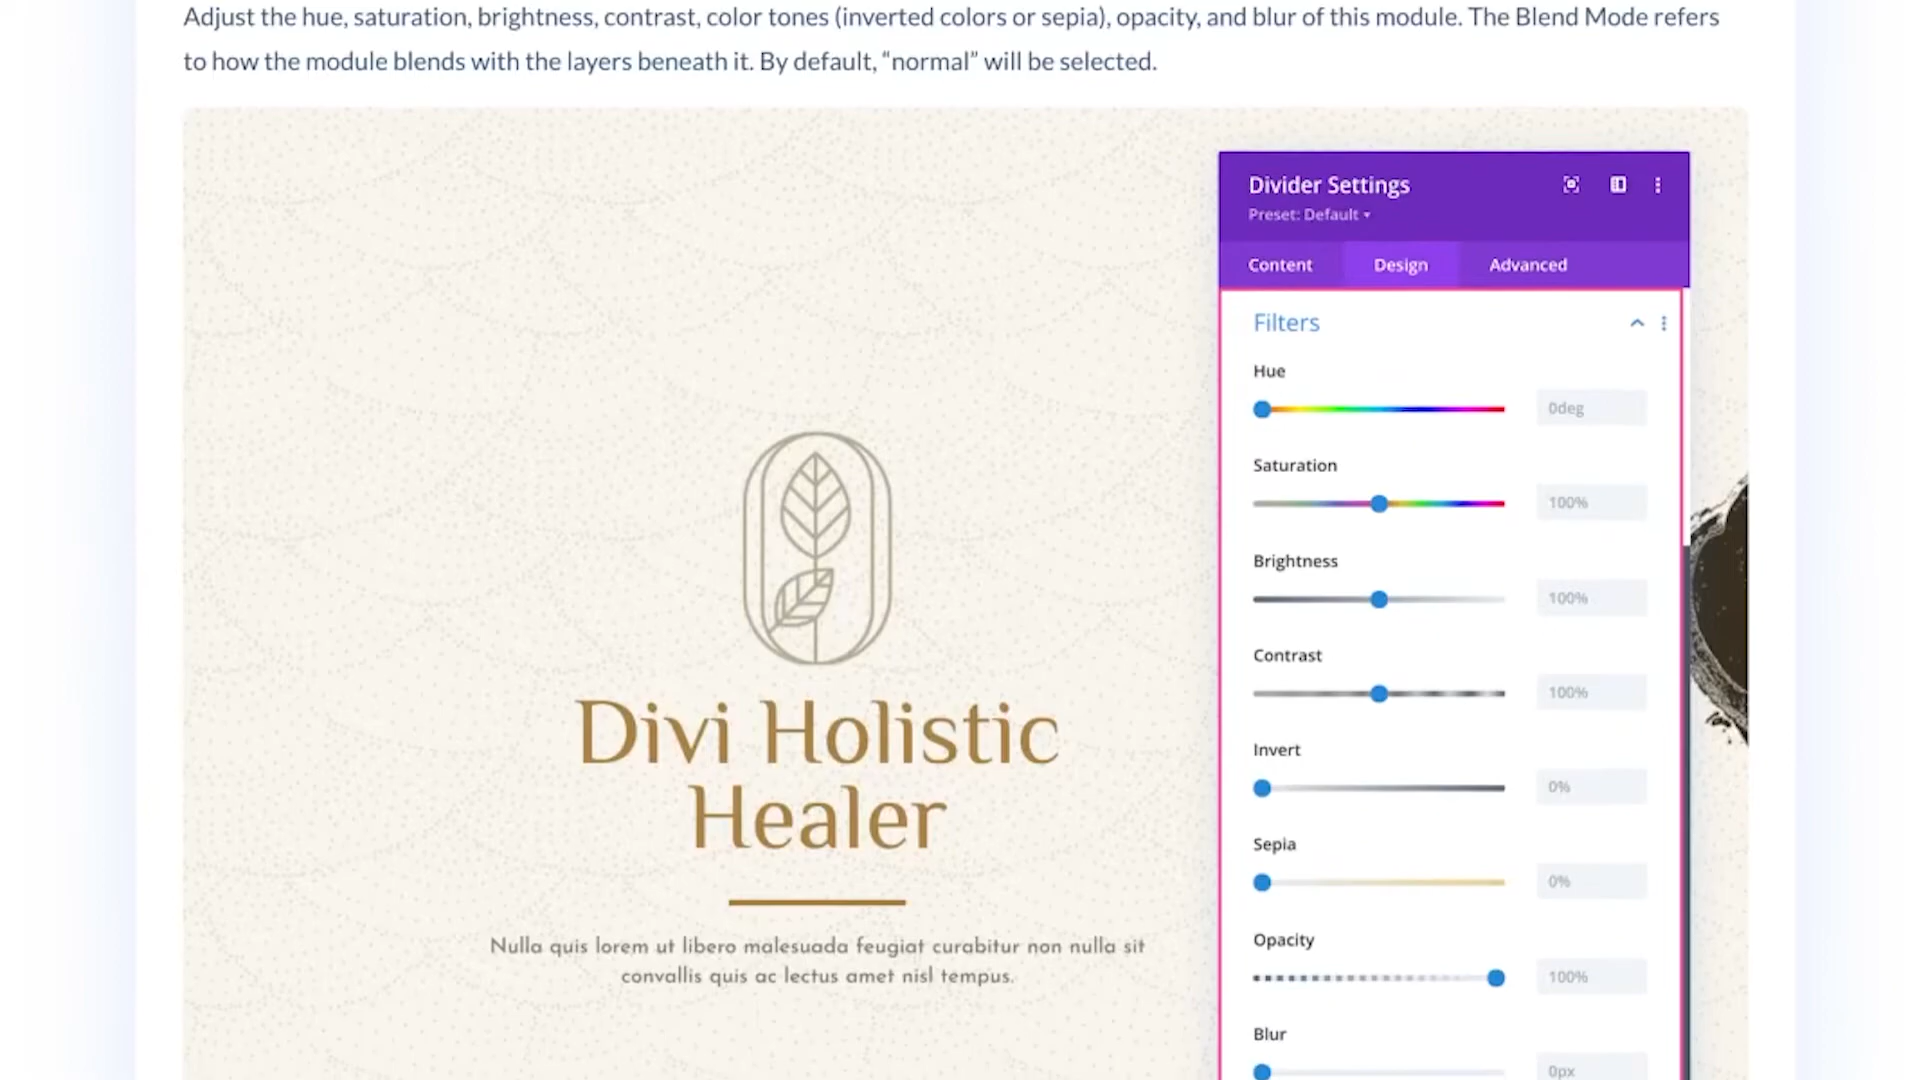 Adjust the hue, saturation, brightness, contrast, color tones (inverted colors or sepia), opacity, and blur of this module. The Blend Mode refers
to how the module blends with the layers beneath it. By default, “normal” will be selected.
Divider Settings
Preset: Default
Content Design Advanced
Filters
Hue
0deg
Saturation
100%
Brightness
100%
Contrast
100%
Invert
0%
Sepia
0%
Opacity
100%
Blur
0px
Divi Holistic
Healer
Nulla quis lorem ut libero malesuada feugiat curabitur non nulla sit
convallis quis ac lectus amet nisl tempus.